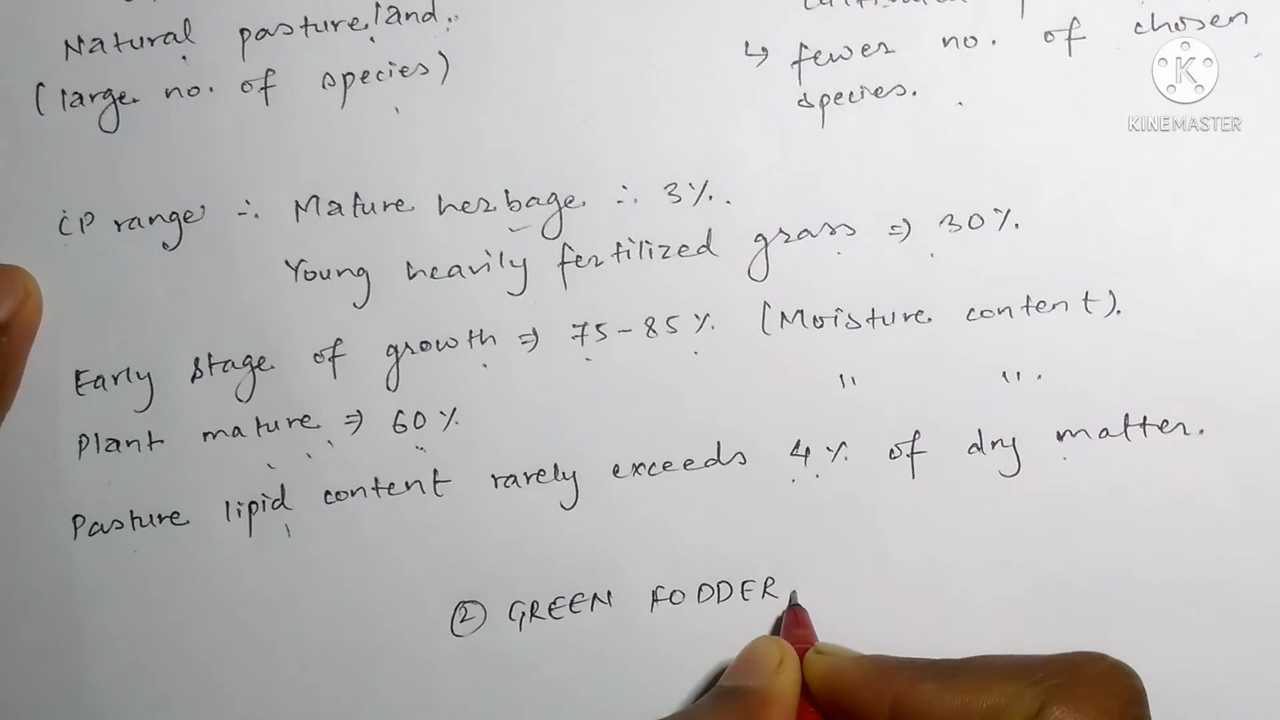 Natural pasture land.
(large no. of species)
↳ fewer no. of chosen
species.
K
KINEMASTER
CP range ∴ Mature herbage ∴ 3%.
Young heavily fertilized grass ⇒ 30%.
Early stage of growth ⇒ 75-85% (Moisture content).
Plant mature ⇒ 60% " ".
Pasture lipid content rarely exceeds 4% of dry matter.
② GREEN FODDER